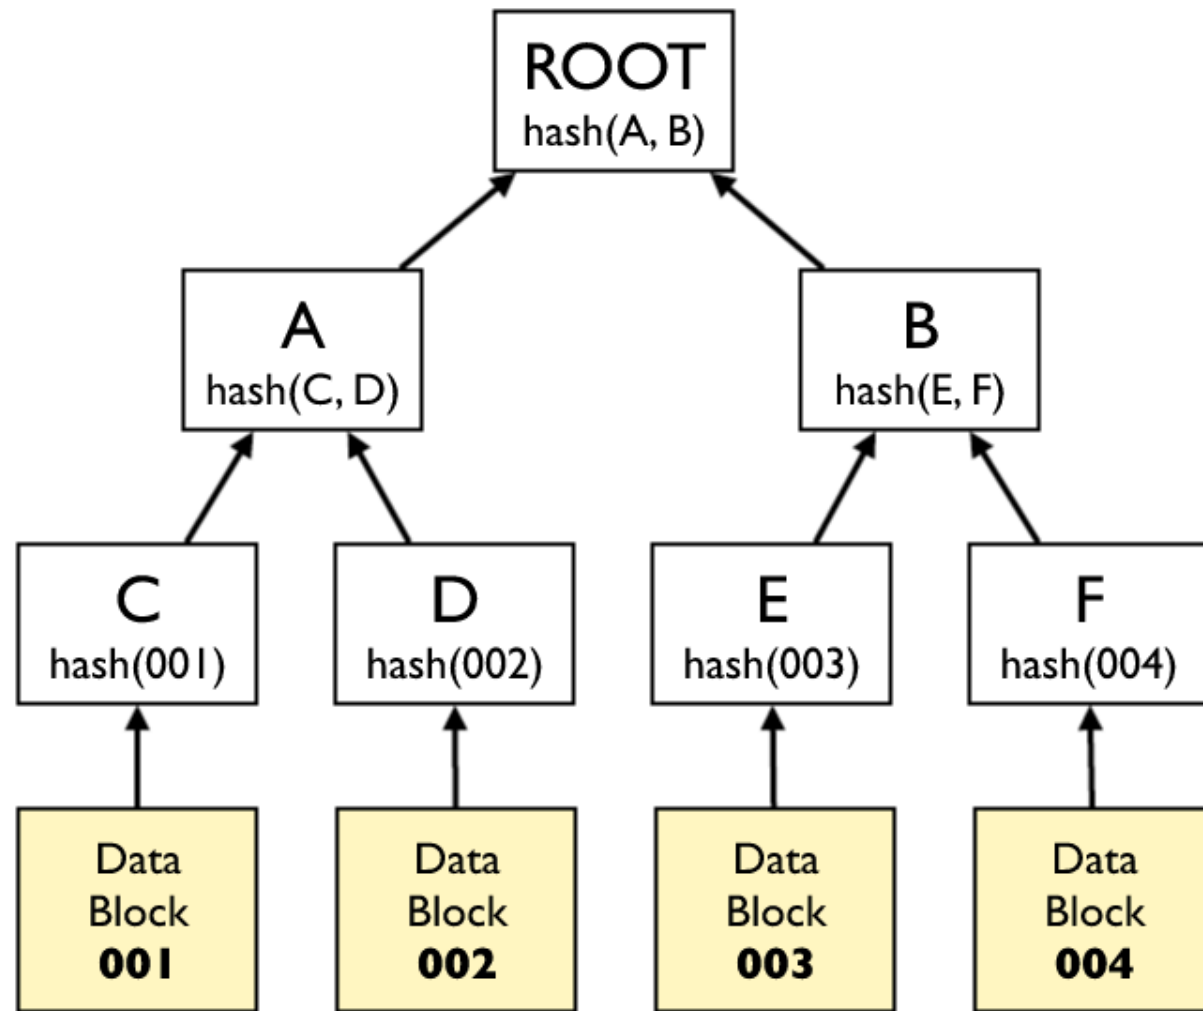 ROOT
hash(A, B)
A
hash(C, D)
B
hash(E, F)
C
hash(001)
D
hash(002)
E
hash(003)
F
hash(004)
Data
Block
001
Data
Block
002
Data
Block
003
Data
Block
004